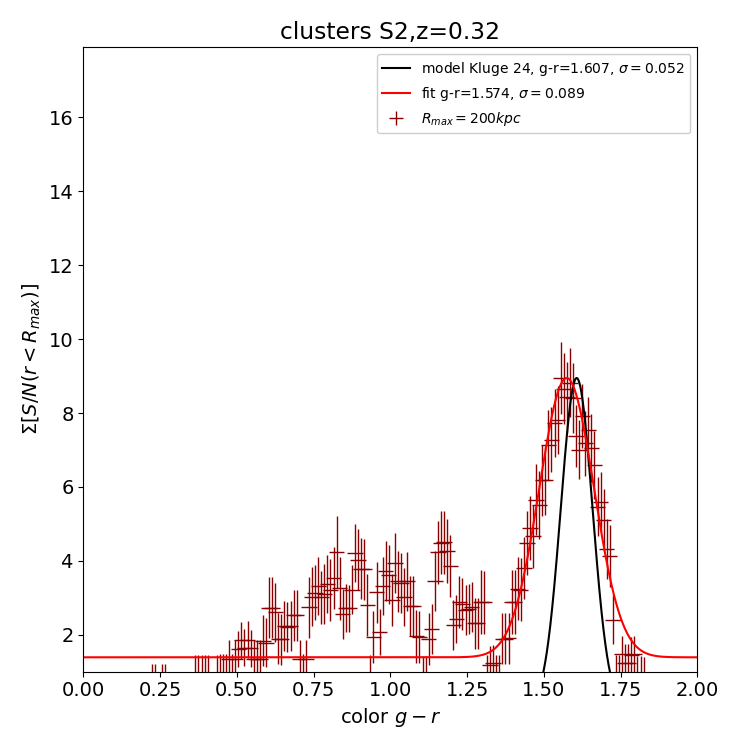 clusters S2,z=0.32
model Kluge 24, g-r=1.607, σ=0.052
fit g-r=1.574, σ=0.089
R_max = 200kpc
Σ[S/N(r < R_max)]
16
14
12
10
8
6
4
2
0.00 0.25 0.50 0.75 1.00 1.25 1.50 1.75 2.00
color g − r